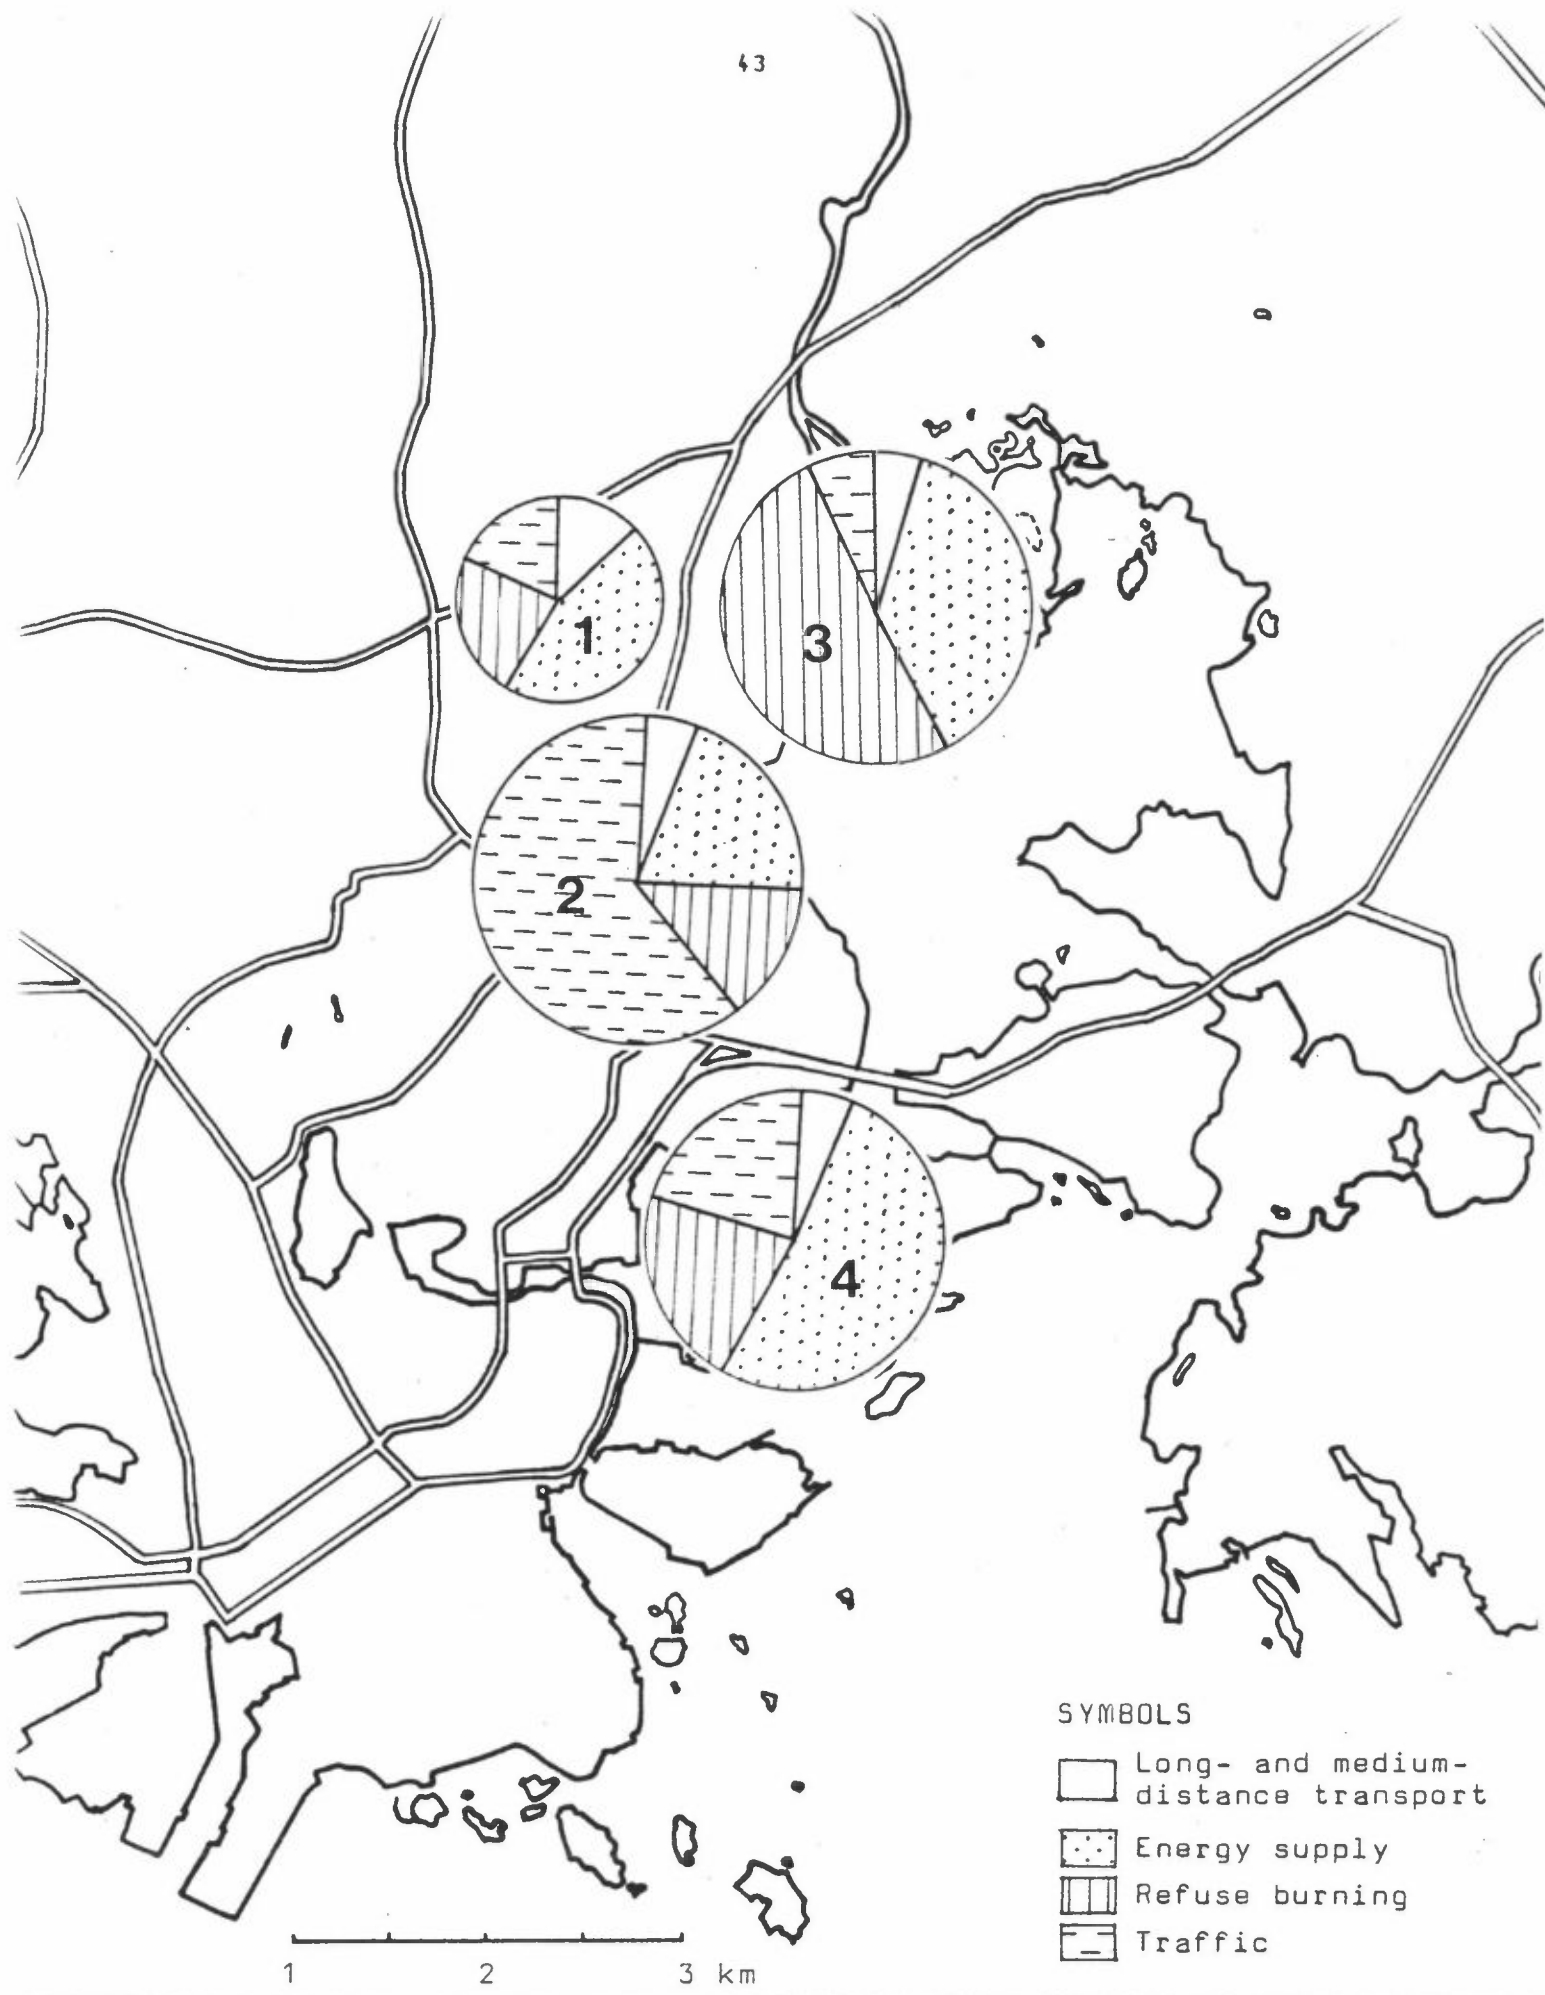 43
1
3
2
4
SYMBOLS
Long- and medium-
distance transport
Energy supply
Refuse burning
Traffic
1 2 3 km